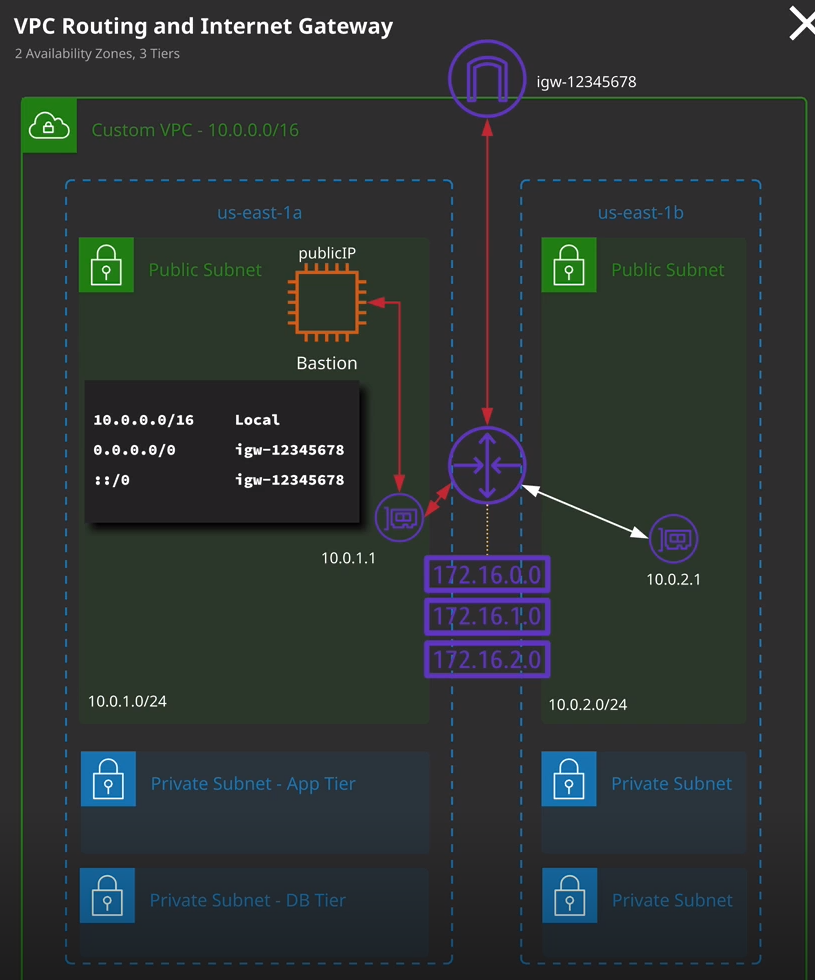 VPC Routing and Internet Gateway
2 Availability Zones, 3 Tiers
igw-12345678
Custom VPC - 10.0.0.0/16
us-east-1a
us-east-1b
publicIP
Public Subnet
Public Subnet
Bastion
10.0.0.0/16 Local
0.0.0.0/0 igw-12345678
::/0 igw-12345678
10.0.1.1
172.16.0.0
172.16.1.0
172.16.2.0
10.0.2.1
10.0.1.0/24
10.0.2.0/24
Private Subnet - App Tier
Private Subnet
Private Subnet - DB Tier
Private Subnet